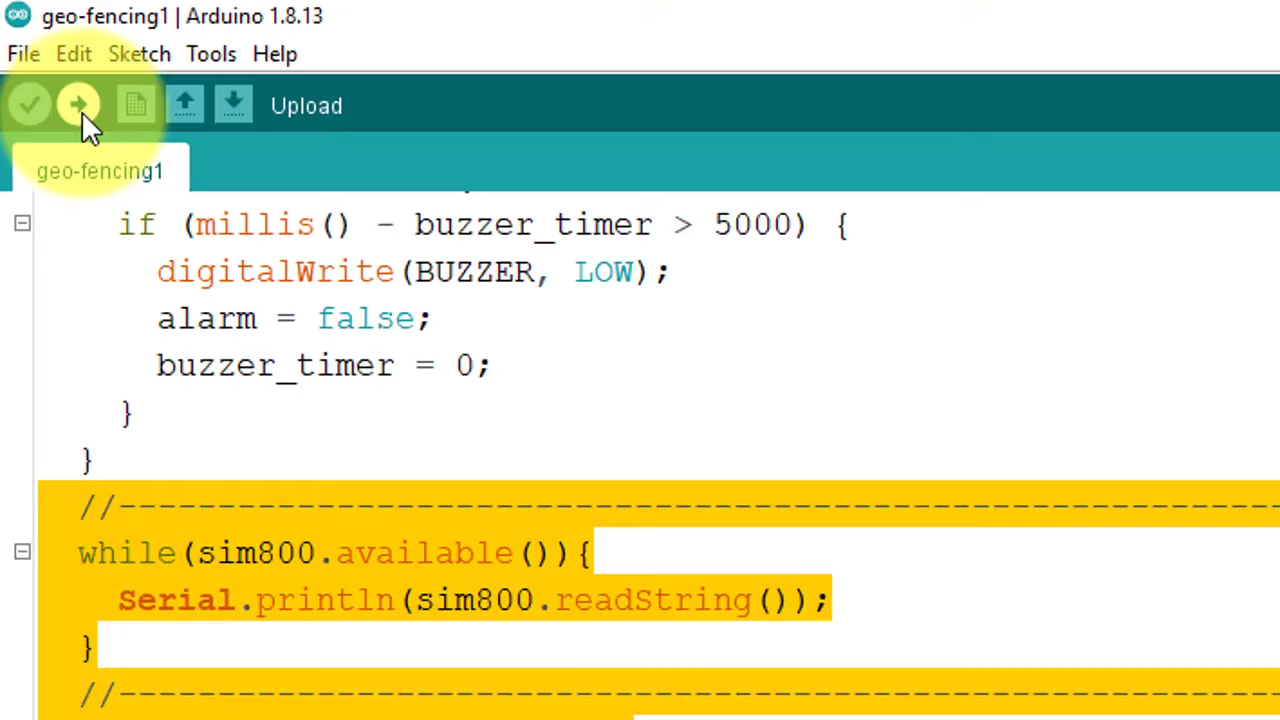 geo-fencing1 | Arduino 1.8.13
File Edit Sketch Tools Help
Upload
geo-fencing1
if (millis() - buzzer_timer > 5000) {
digitalWrite(BUZZER, LOW);
alarm = false;
buzzer_timer = 0;
}
}
//------------------------------------------------------------
while(sim800.available()){
Serial.println(sim800.readString());
}
//------------------------------------------------------------